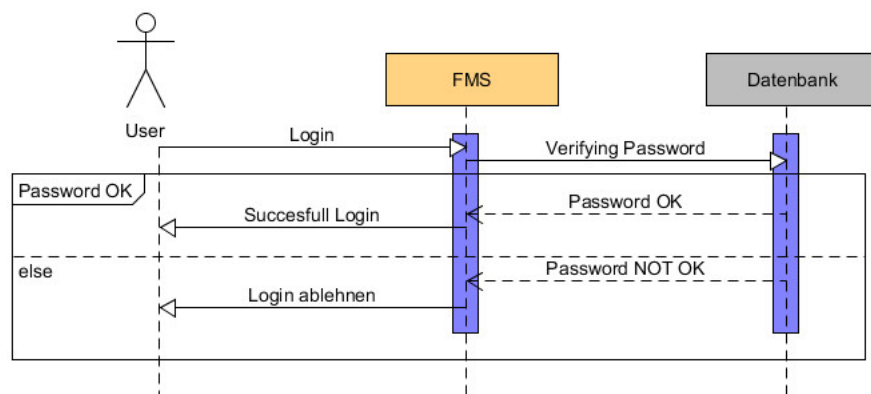 FMS
Datenbank
User
Login
Verifying Password
Password OK
Password OK
Succesfull Login
else
Password NOT OK
Login ablehnen